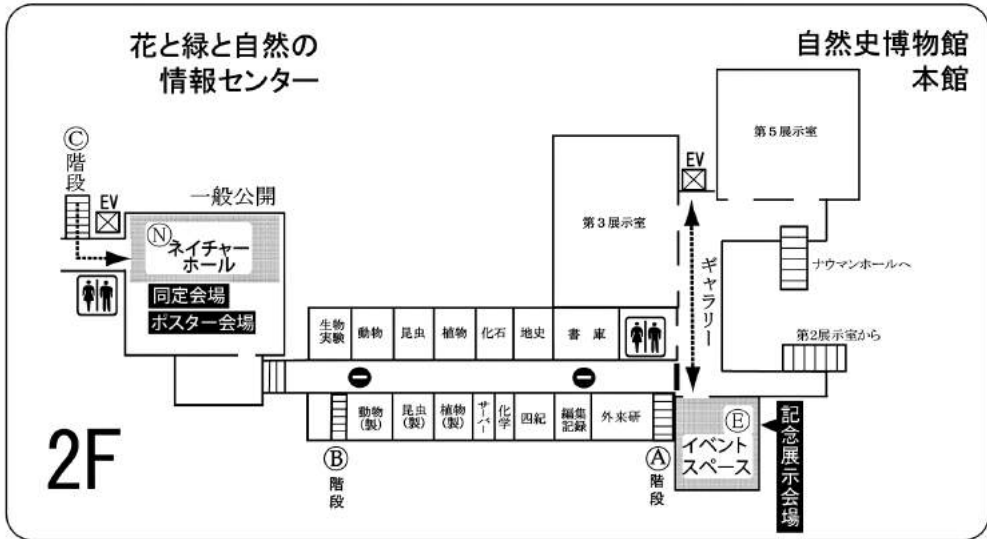 花と緑と自然の
情報センター
自然史博物館
本館
Ⓒ
階段
EV
一般公開
Ⓝ
ネイチャー
ホール
同定会場
ポスター会場
第3展示室
EV
第5展示室
ギャラリー
ナウマンホールへ
第2展示室から
生物
実験
動物
昆虫
植物
化石
地史
書庫
動物
(製)
昆虫
(製)
植物
(製)
サーバー
化学
四紀
編集
記録
外来研
Ⓑ
階段
Ⓐ
階段
Ⓔ
イベント
スペース
記念展示会場
2F